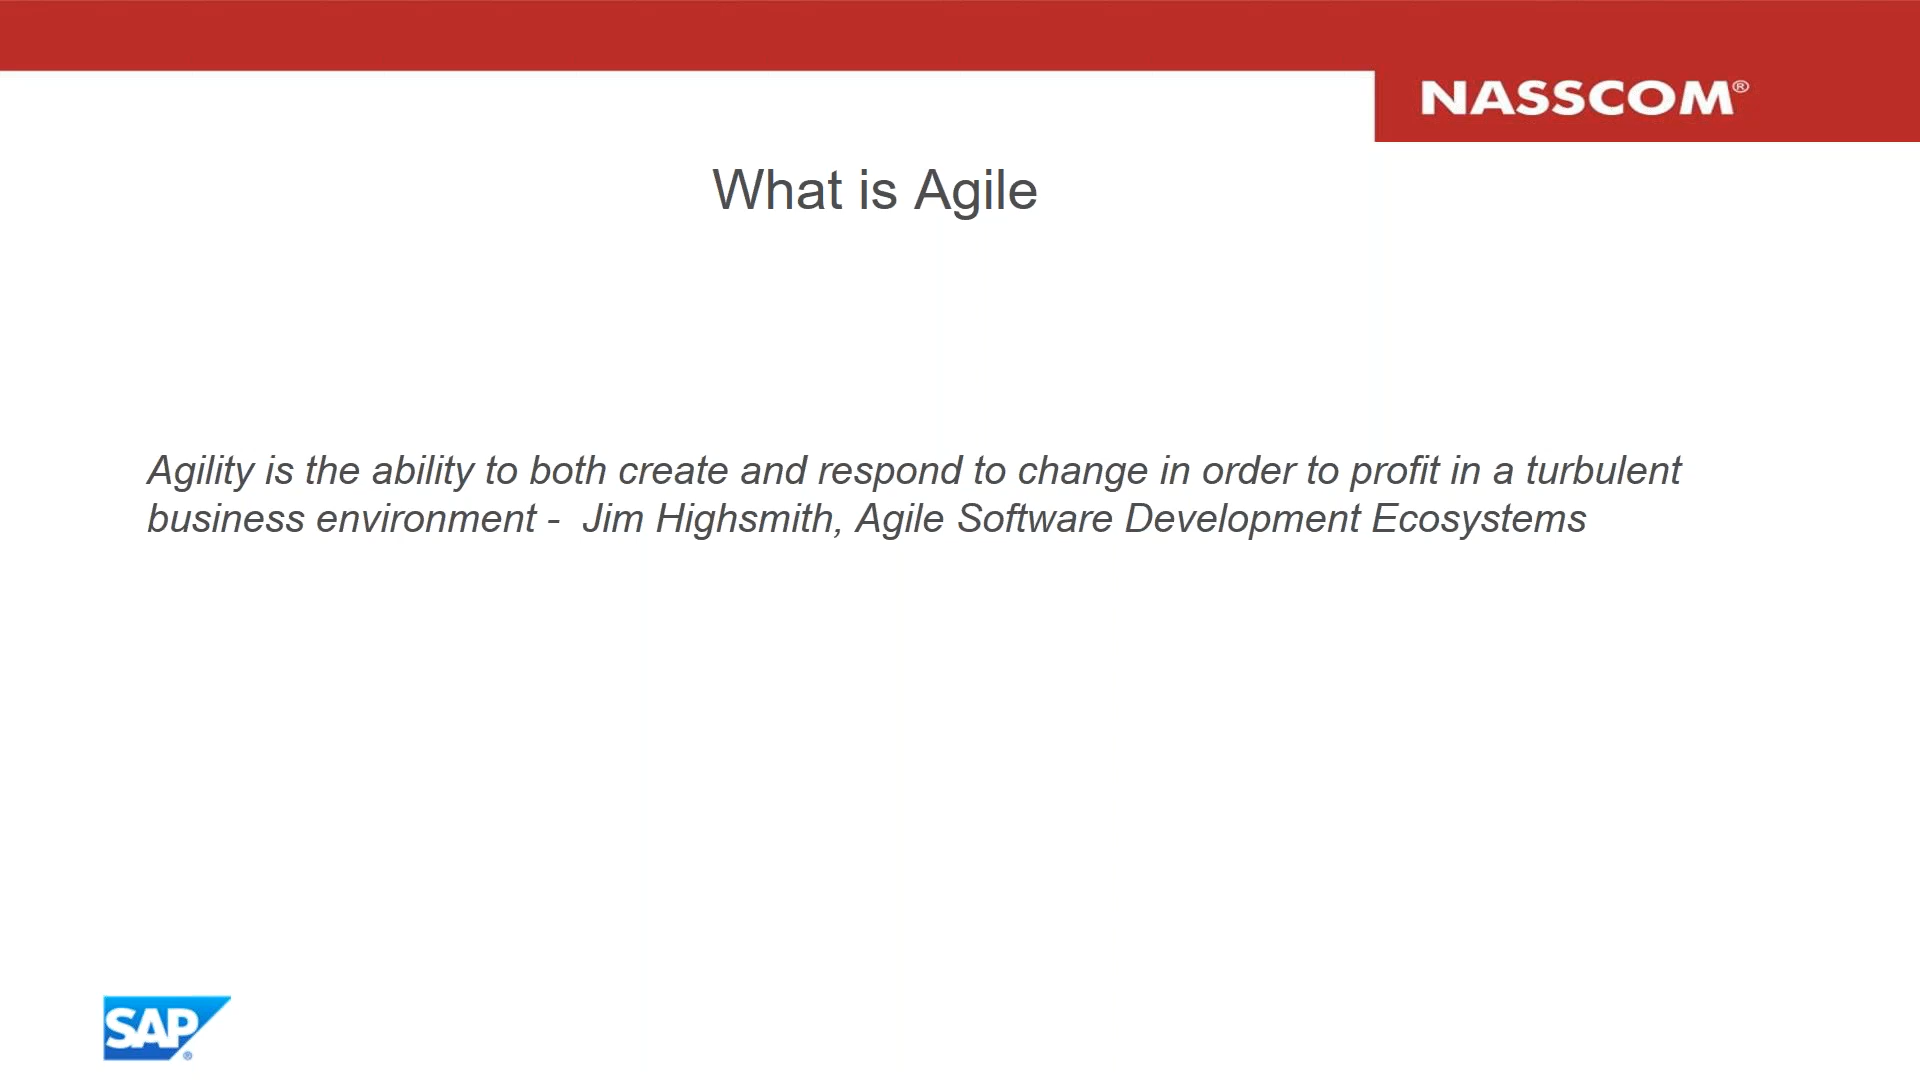 NASSCOM®
What is Agile
Agility is the ability to both create and respond to change in order to profit in a turbulent
business environment -  Jim Highsmith, Agile Software Development Ecosystems
SAP®